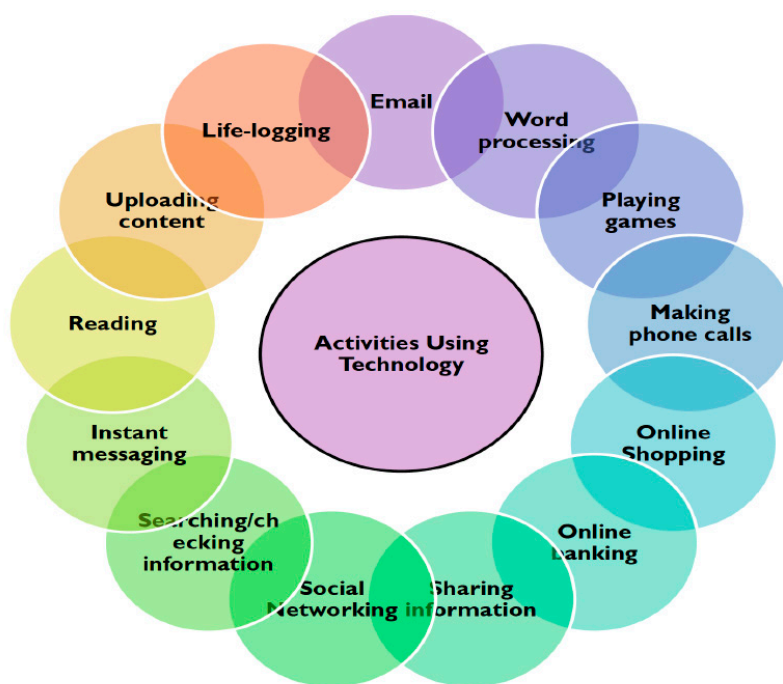 Email
Word
processing
Playing
games
Making
phone calls
Online
Shopping
Online
banking
Sharing
information
Social
Networking
Searching/ch
ecking
information
Instant
messaging
Reading
Uploading
content
Life-logging
Activities Using
Technology